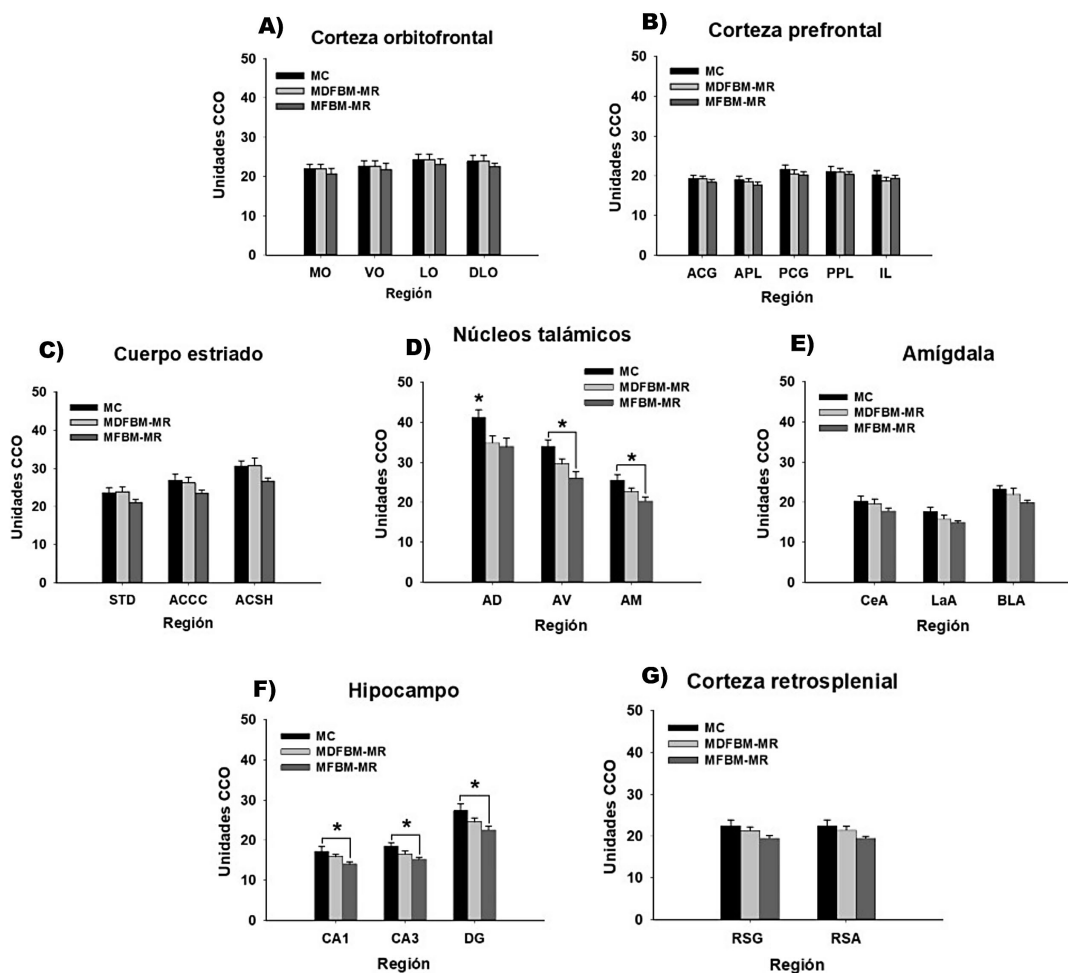 A) Corteza orbitofrontal
MC
MDFBM-MR
MFBM-MR
Unidades CCO
50
40
30
20
10
0
MO VO LO DLO
Región
B) Corteza prefrontal
MC
MDFBM-MR
MFBM-MR
Unidades CCO
50
40
30
20
10
0
ACG APL PCG PPL IL
Región
C) Cuerpo estriado
MC
MDFBM-MR
MFBM-MR
Unidades CCO
50
40
30
20
10
0
STD ACCC ACSH
Región
D) Núcleos talámicos
MC
MDFBM-MR
MFBM-MR
Unidades CCO
50
40
30
20
10
0
* * *
AD AV AM
Región
E) Amígdala
MC
MDFBM-MR
MFBM-MR
Unidades CCO
50
40
30
20
10
0
CeA LaA BLA
Región
F) Hipocampo
MC
MDFBM-MR
MFBM-MR
Unidades CCO
50
40
30
20
10
0
* * *
CA1 CA3 DG
Región
G) Corteza retrosplenial
MC
MDFBM-MR
MFBM-MR
Unidades CCO
50
40
30
20
10
0
RSG RSA
Región